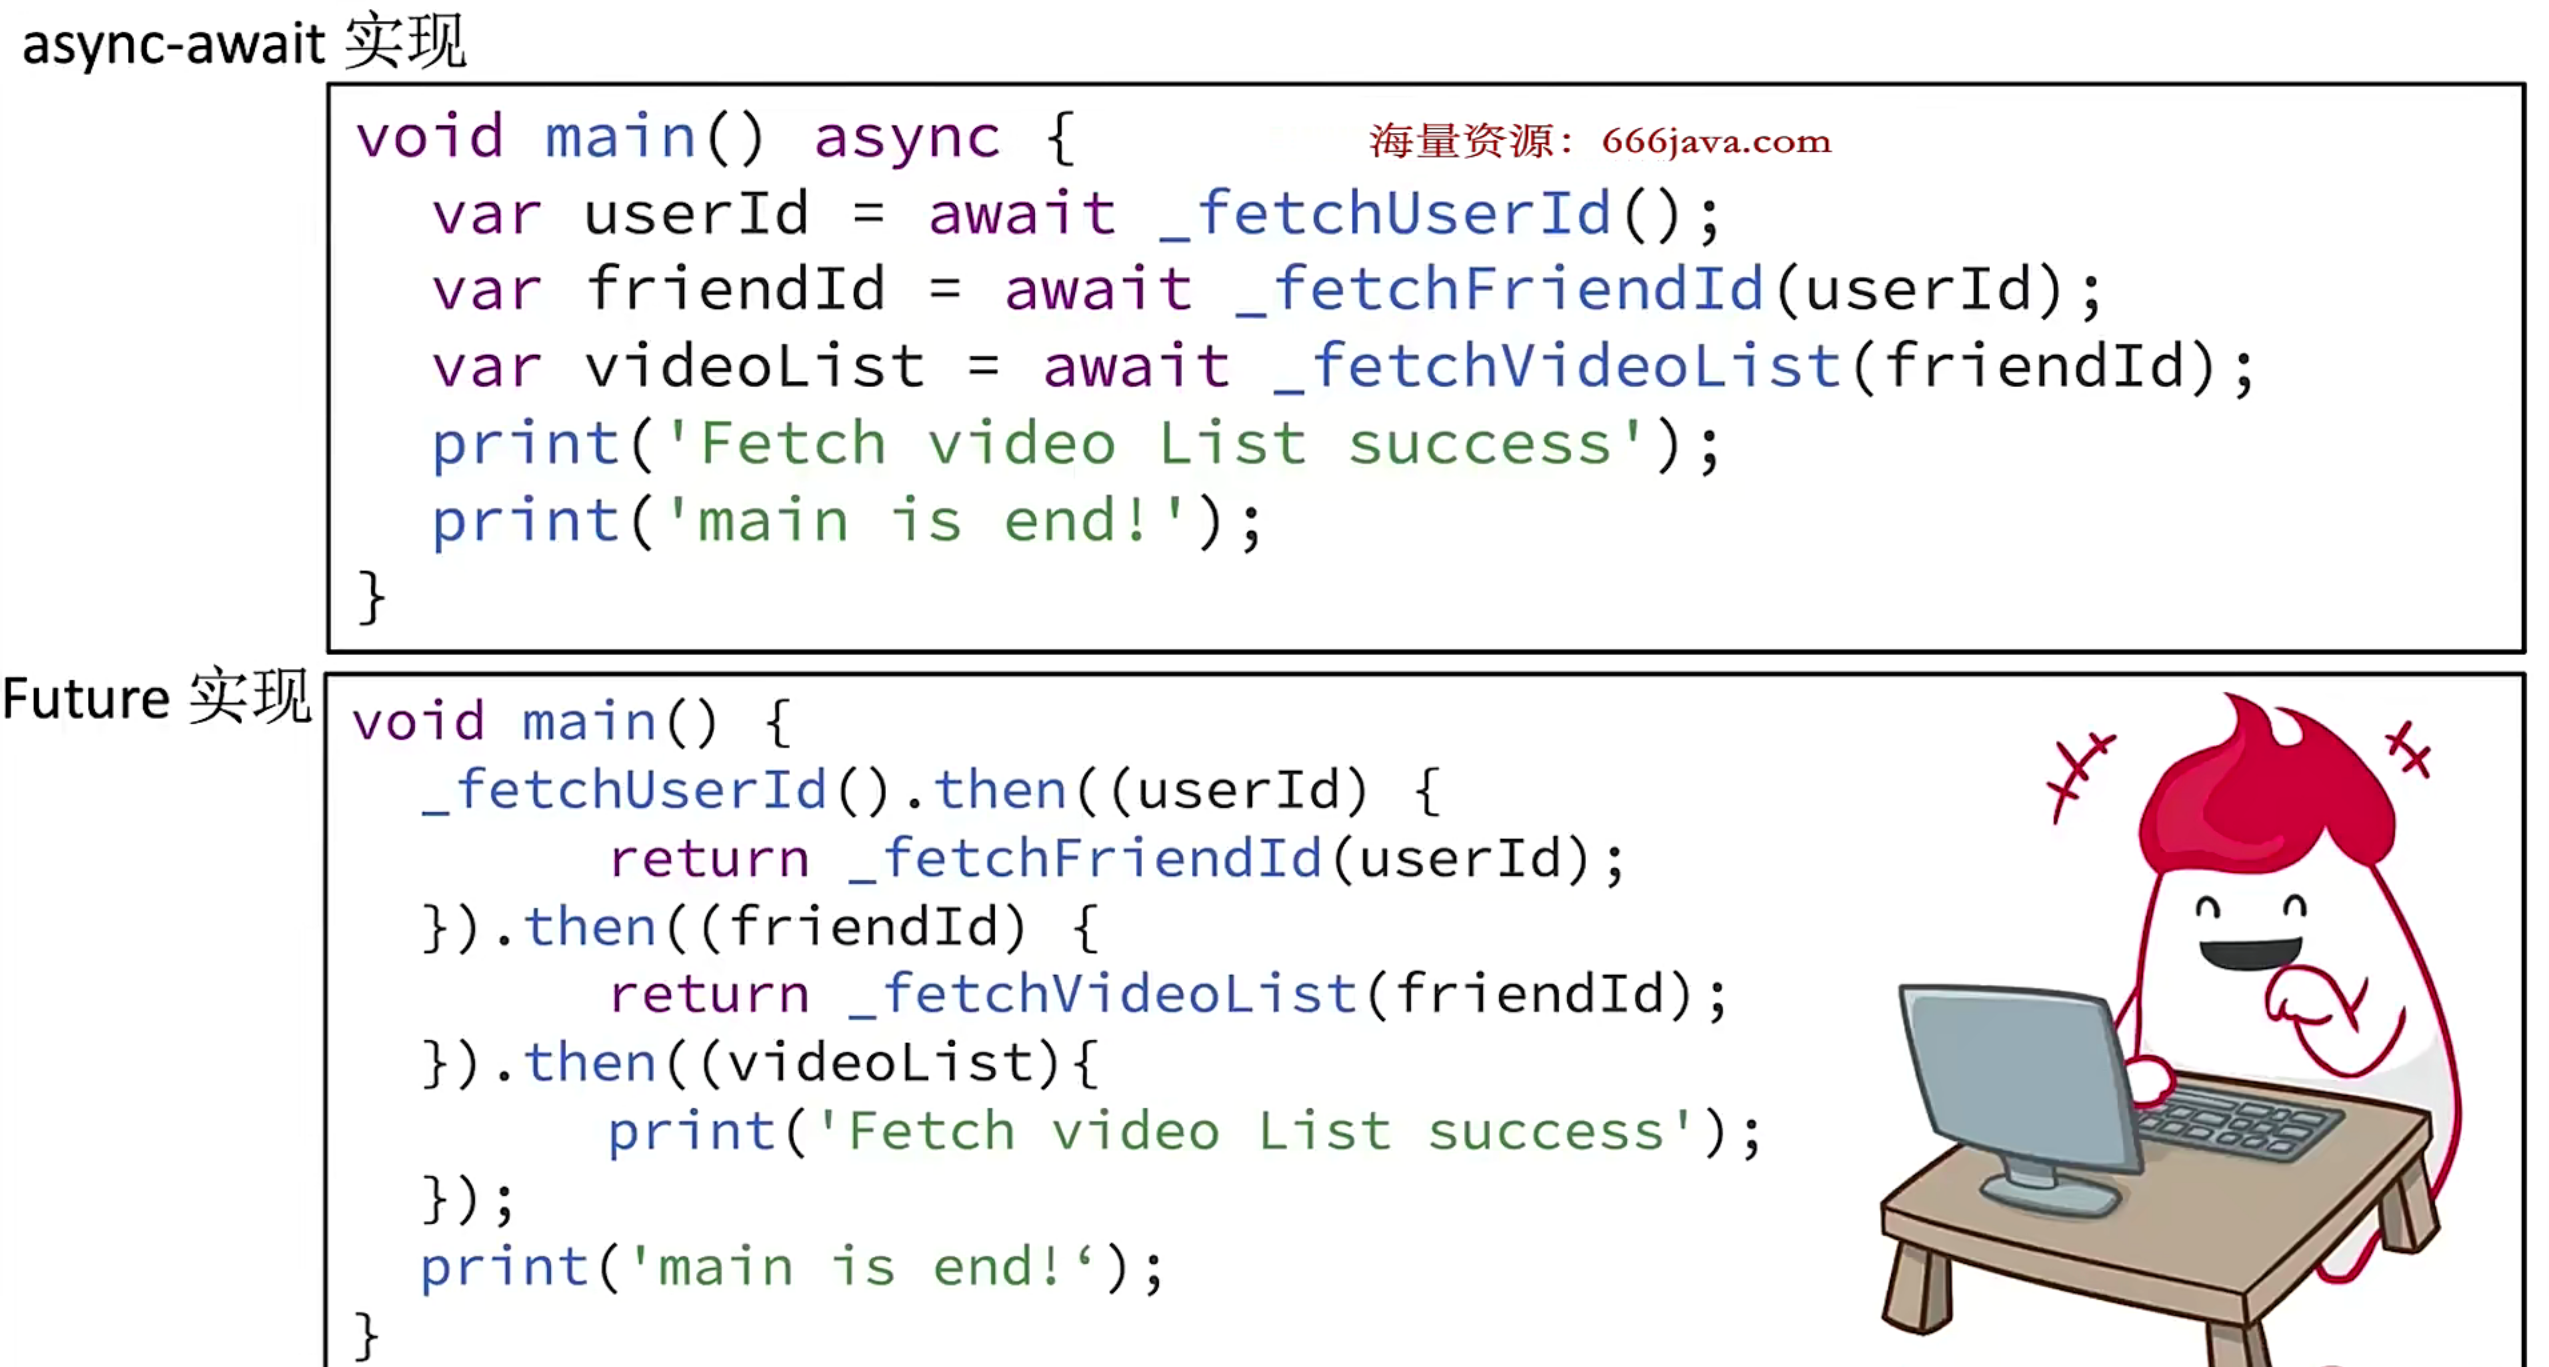 async-await 实现
void main() async {
海量资源：666java.com
var userId = await _fetchUserId();
var friendId = await _fetchFriendId(userId);
var videoList = await _fetchVideoList(friendId);
print('Fetch video List success');
print('main is end!');
}
Future 实现
void main() {
_fetchUserId().then((userId) {
return _fetchFriendId(userId);
}).then((friendId) {
return _fetchVideoList(friendId);
}).then((videoList){
print('Fetch video List success');
});
print('main is end!‘);
}